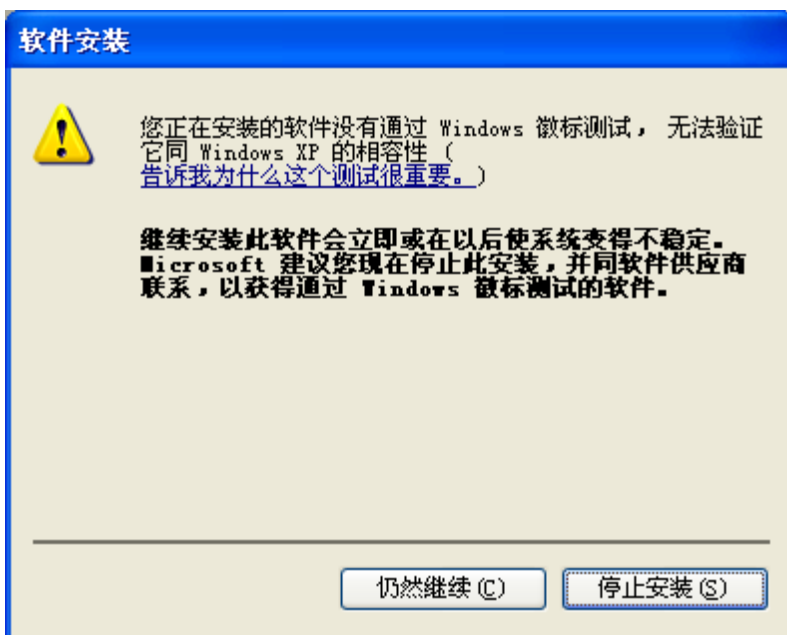 软件安装
您正在安装的软件没有通过 Windows 徽标测试， 无法验证
它同 Windows XP 的相容性 (
告诉我为什么这个测试很重要。)
继续安装此软件会立即或在以后使系统变得不稳定。
Microsoft 建议您现在停止此安装，并同软件供应商
联系，以获得通过 Windows 徽标测试的软件。
仍然继续(C) 停止安装(S)